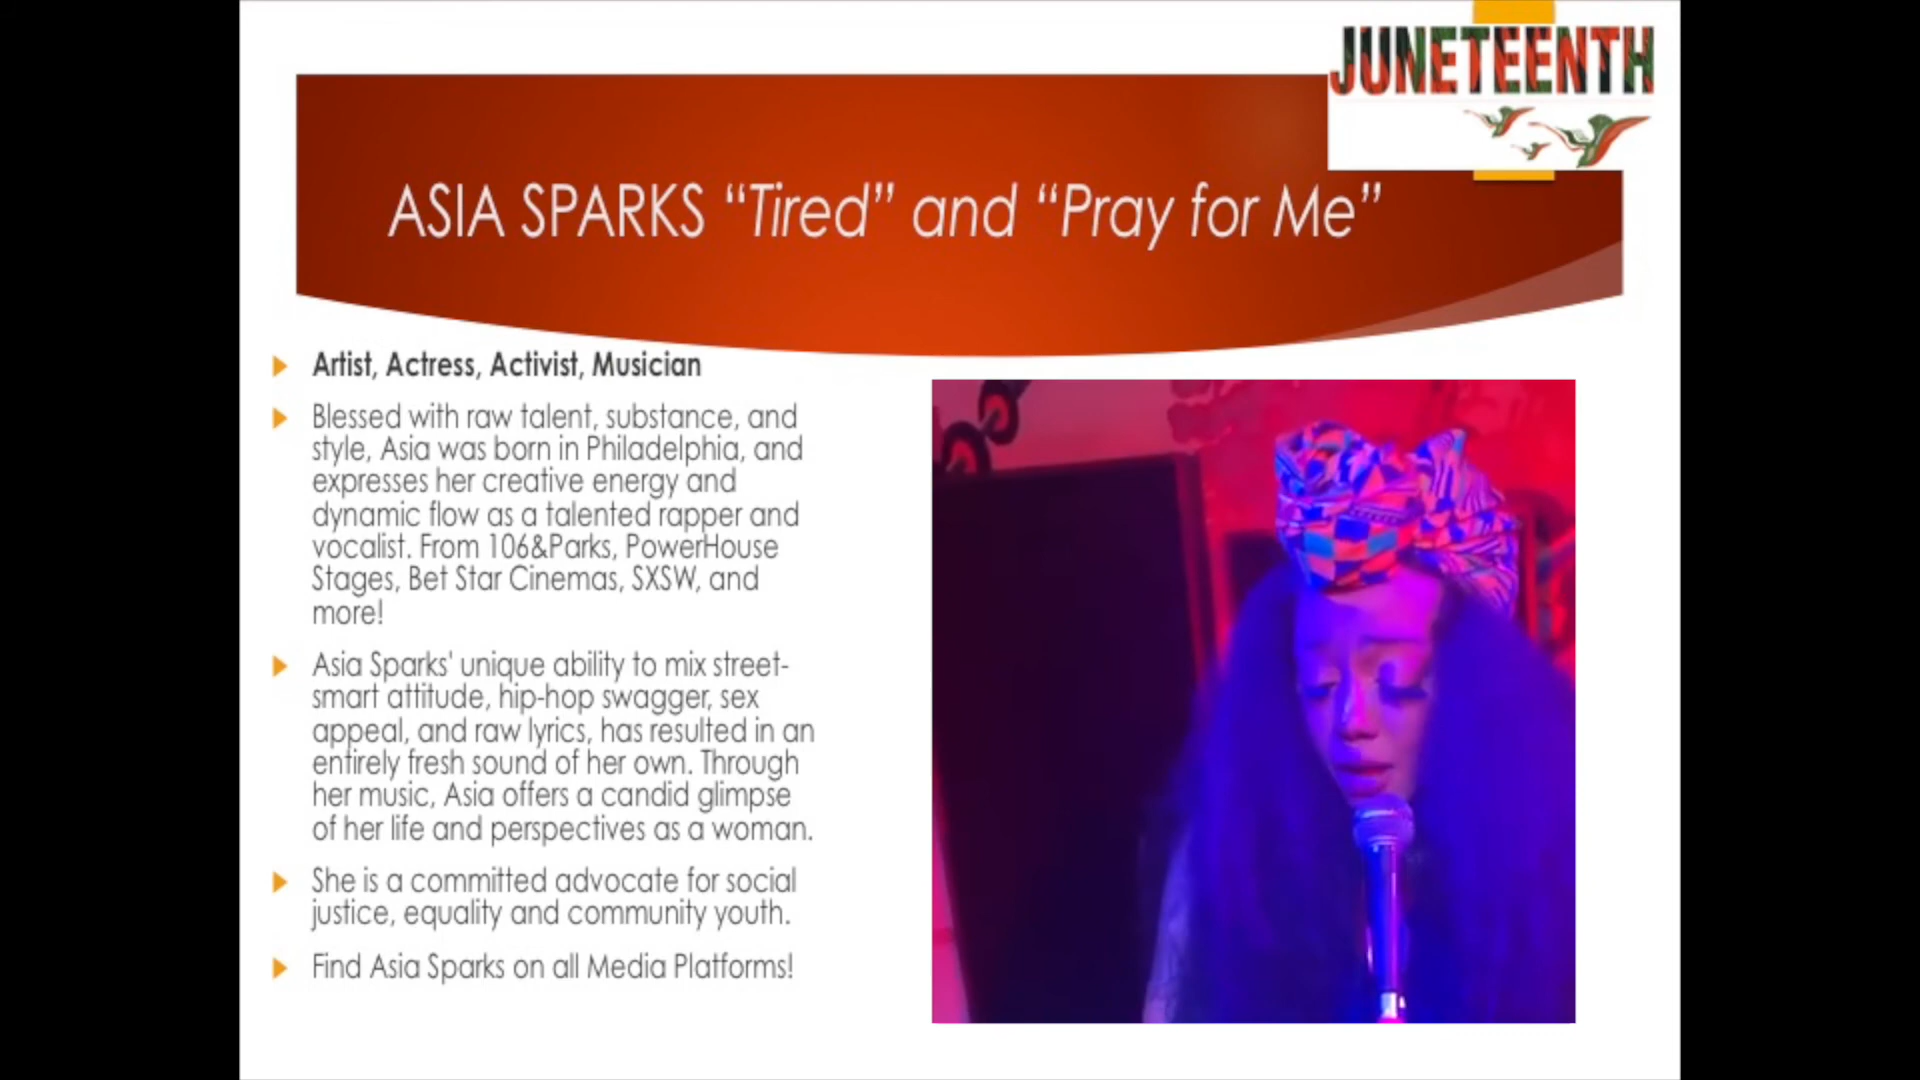 JUNETEENTH
ASIA SPARKS “Tired” and “Pray for Me”
Artist, Actress, Activist, Musician
Blessed with raw talent, substance, and
style, Asia was born in Philadelphia, and
expresses her creative energy and
dynamic flow as a talented rapper and
vocalist. From 106&Parks, PowerHouse
Stages, Bet Star Cinemas, SXSW, and
more!
Asia Sparks' unique ability to mix street-
smart attitude, hip-hop swagger, sex
appeal, and raw lyrics, has resulted in an
entirely fresh sound of her own. Through
her music, Asia offers a candid glimpse
of her life and perspectives as a woman.
She is a committed advocate for social
justice, equality and community youth.
Find Asia Sparks on all Media Platforms!